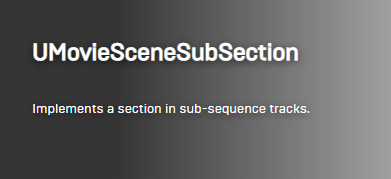 UMovieSceneSubSection
Implements a section in sub-sequence tracks.